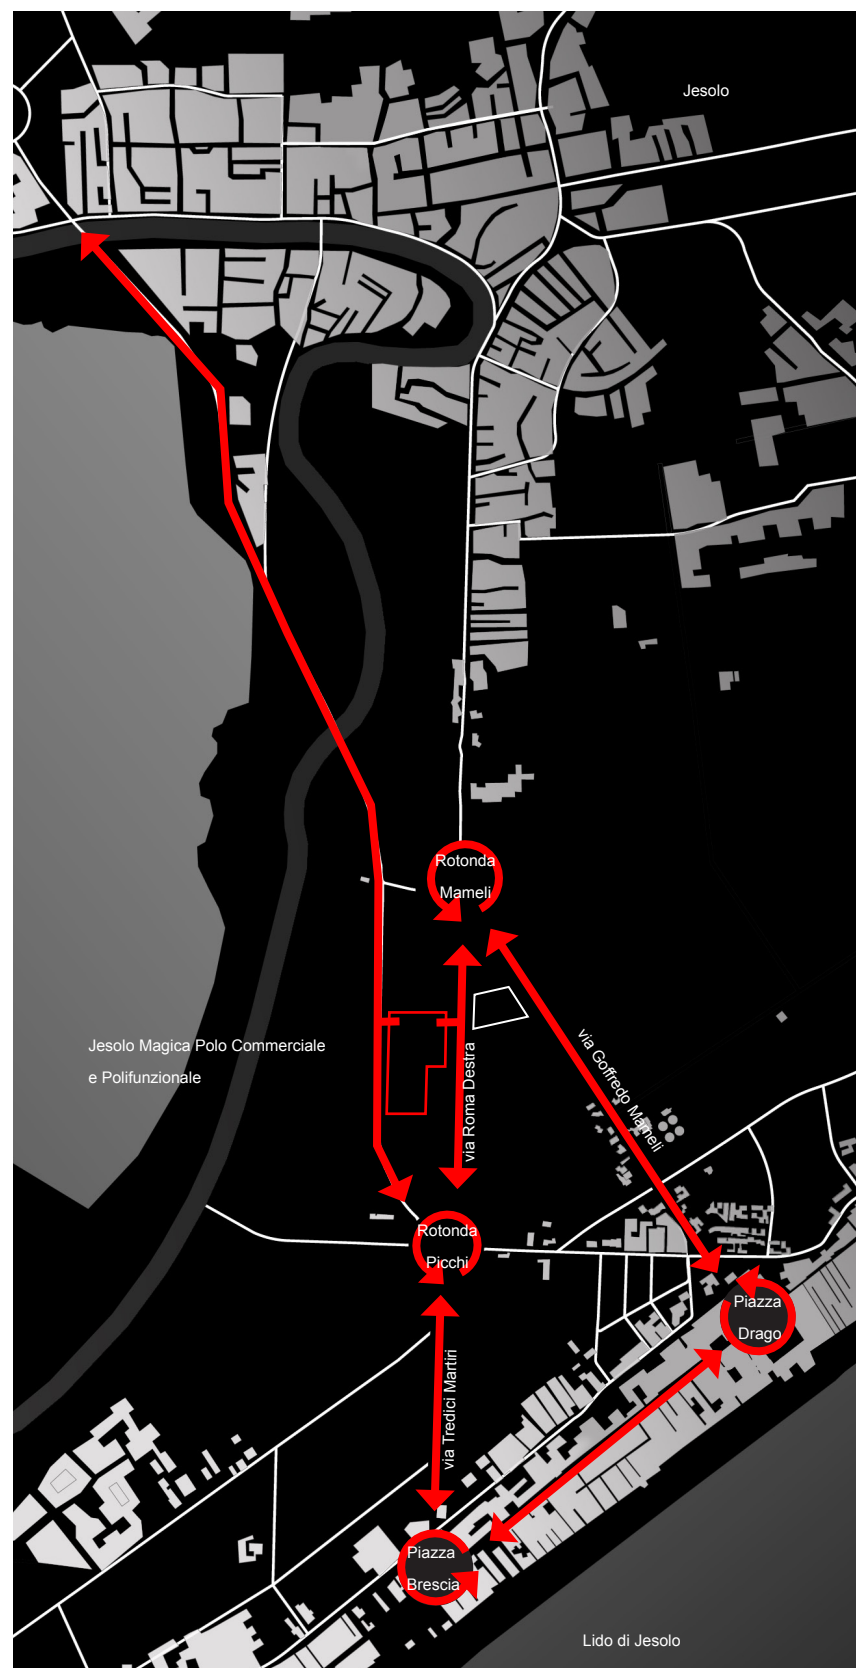 Jesolo
Rotonda
Mameli
Jesolo Magica Polo Commerciale
e Polifunzionale
via Roma Destra
via Goffredo Mameli
Rotonda
Picchi
Piazza
Drago
via Tredici Martiri
Piazza
Brescia
Lido di Jesolo